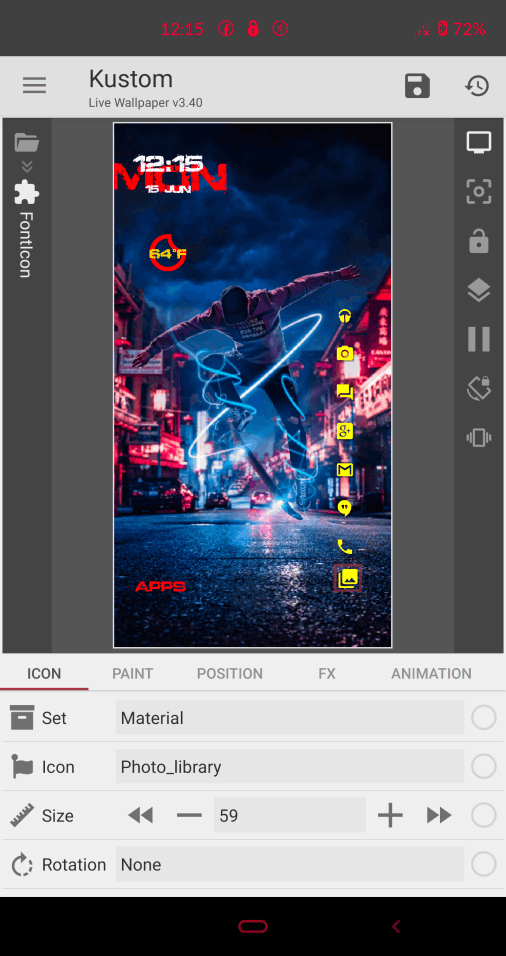 12:15
72%
Kustom
Live Wallpaper v3.40
FontIcon
12:15
MON
15 JUN
64°F
APPS
ICON PAINT POSITION FX ANIMATION
Set Material
Icon Photo_library
Size 59
Rotation None